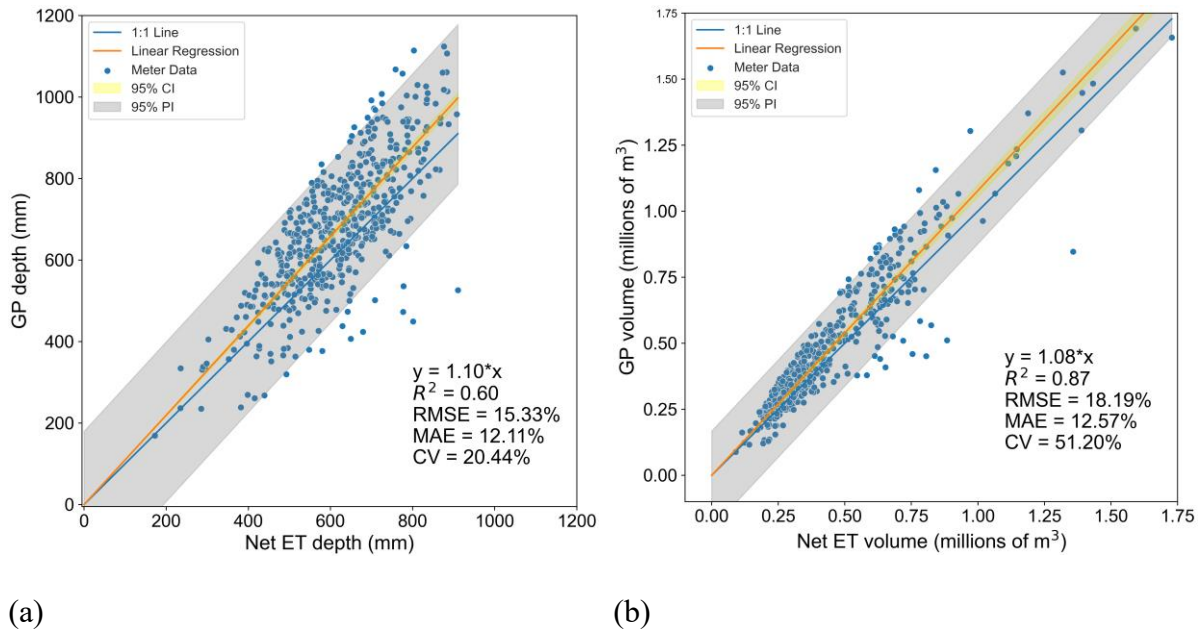 1200
1000
800
600
400
200
0
GP depth (mm)
1:1 Line
Linear Regression
Meter Data
95% CI
95% PI
y = 1.10*x
R² = 0.60
RMSE = 15.33%
MAE = 12.11%
CV = 20.44%
0 200 400 600 800 1000 1200
Net ET depth (mm)
(a)
1.75
1.50
1.25
1.00
0.75
0.50
0.25
0.00
GP volume (millions of m³)
1:1 Line
Linear Regression
Meter Data
95% CI
95% PI
y = 1.08*x
R² = 0.87
RMSE = 18.19%
MAE = 12.57%
CV = 51.20%
0.00 0.25 0.50 0.75 1.00 1.25 1.50 1.75
Net ET volume (millions of m³)
(b)